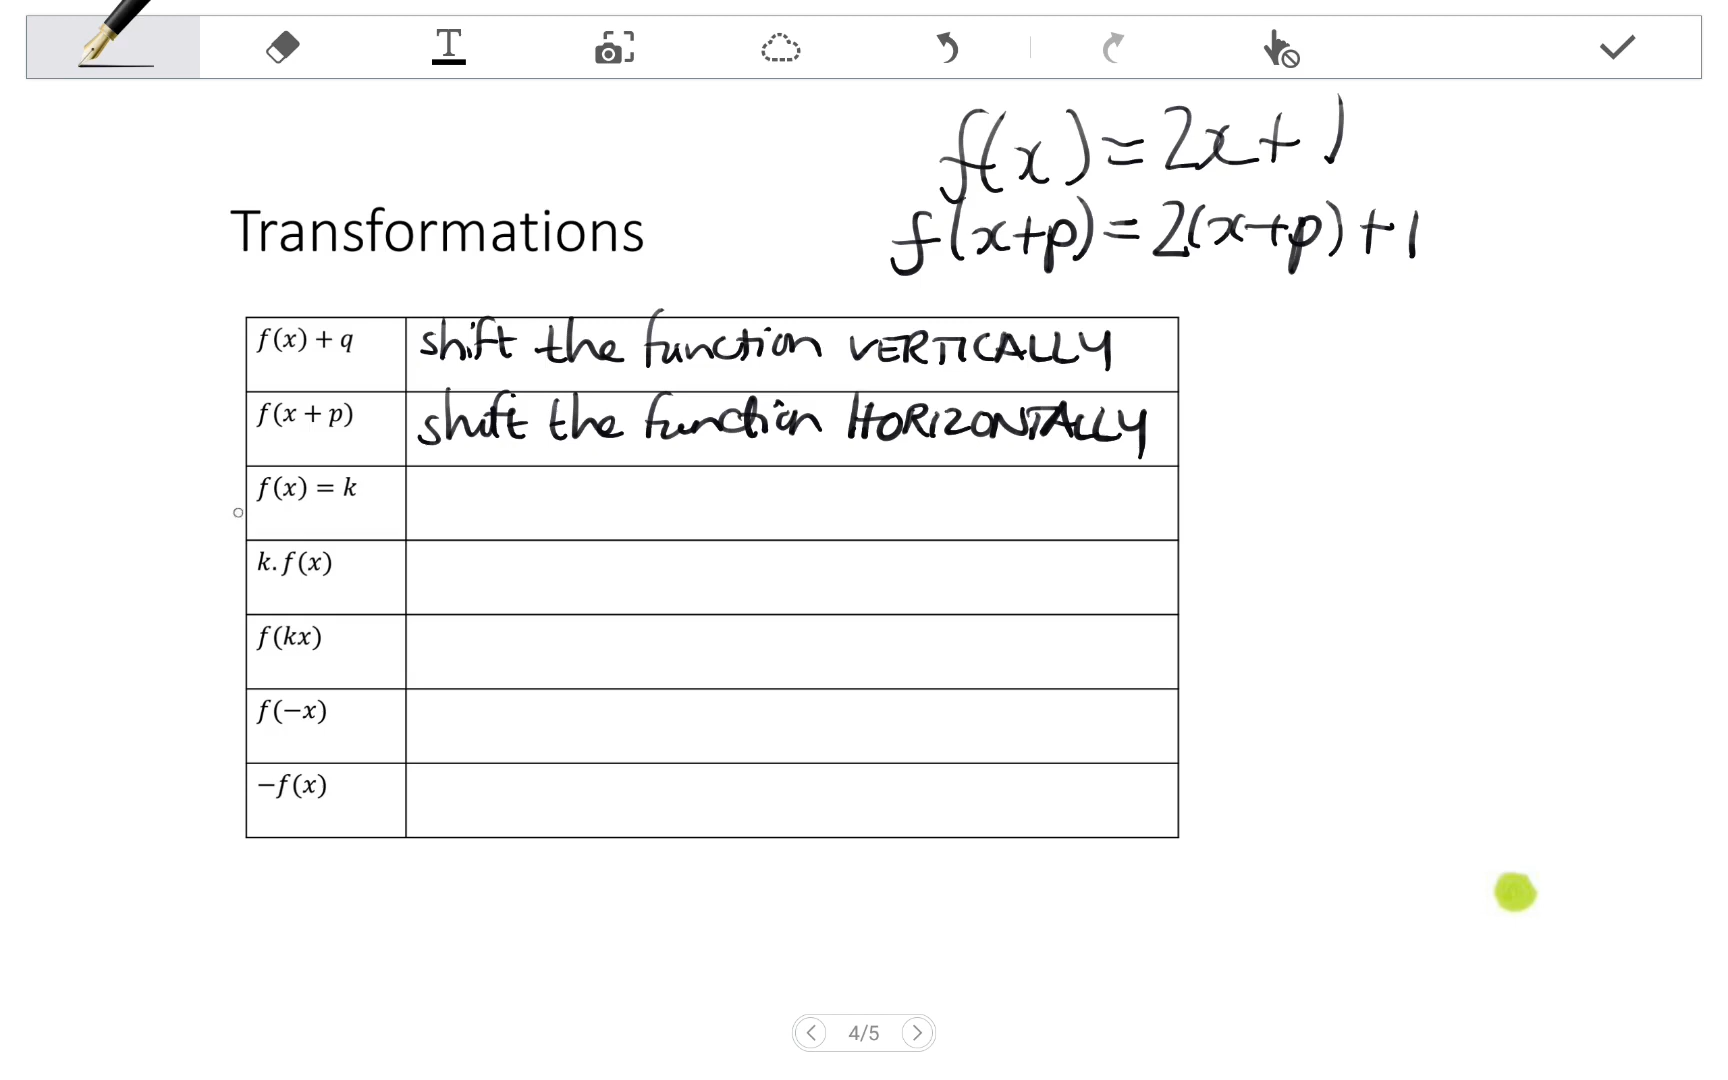 T
f(x) = 2x + 1
Transformations
f(x+p) = 2(x+p) + 1
f(x) + q shift the function VERTICALLY
f(x + p) shift the function HORIZONTALLY
f(x) = k
k.f(x)
f(kx)
f(−x)
−f(x)
4/5